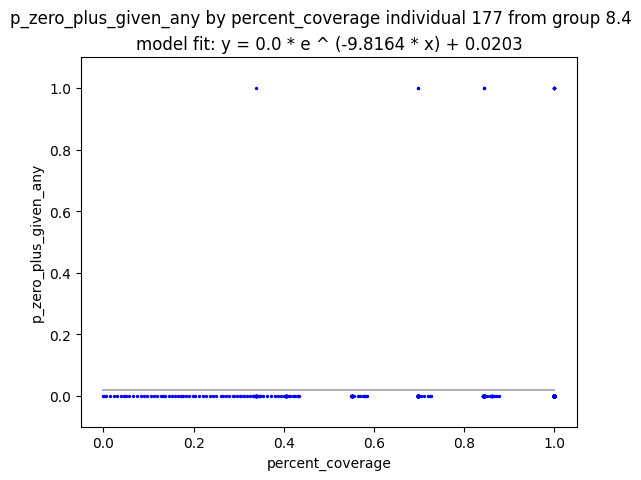 p_zero_plus_given_any by percent_coverage individual 177 from group 8.4
model fit: y = 0.0 * e ^ (-9.8164 * x) + 0.0203
1.0
0.8
0.6
0.4
0.2
0.0
p_zero_plus_given_any
0.0 0.2 0.4 0.6 0.8 1.0
percent_coverage